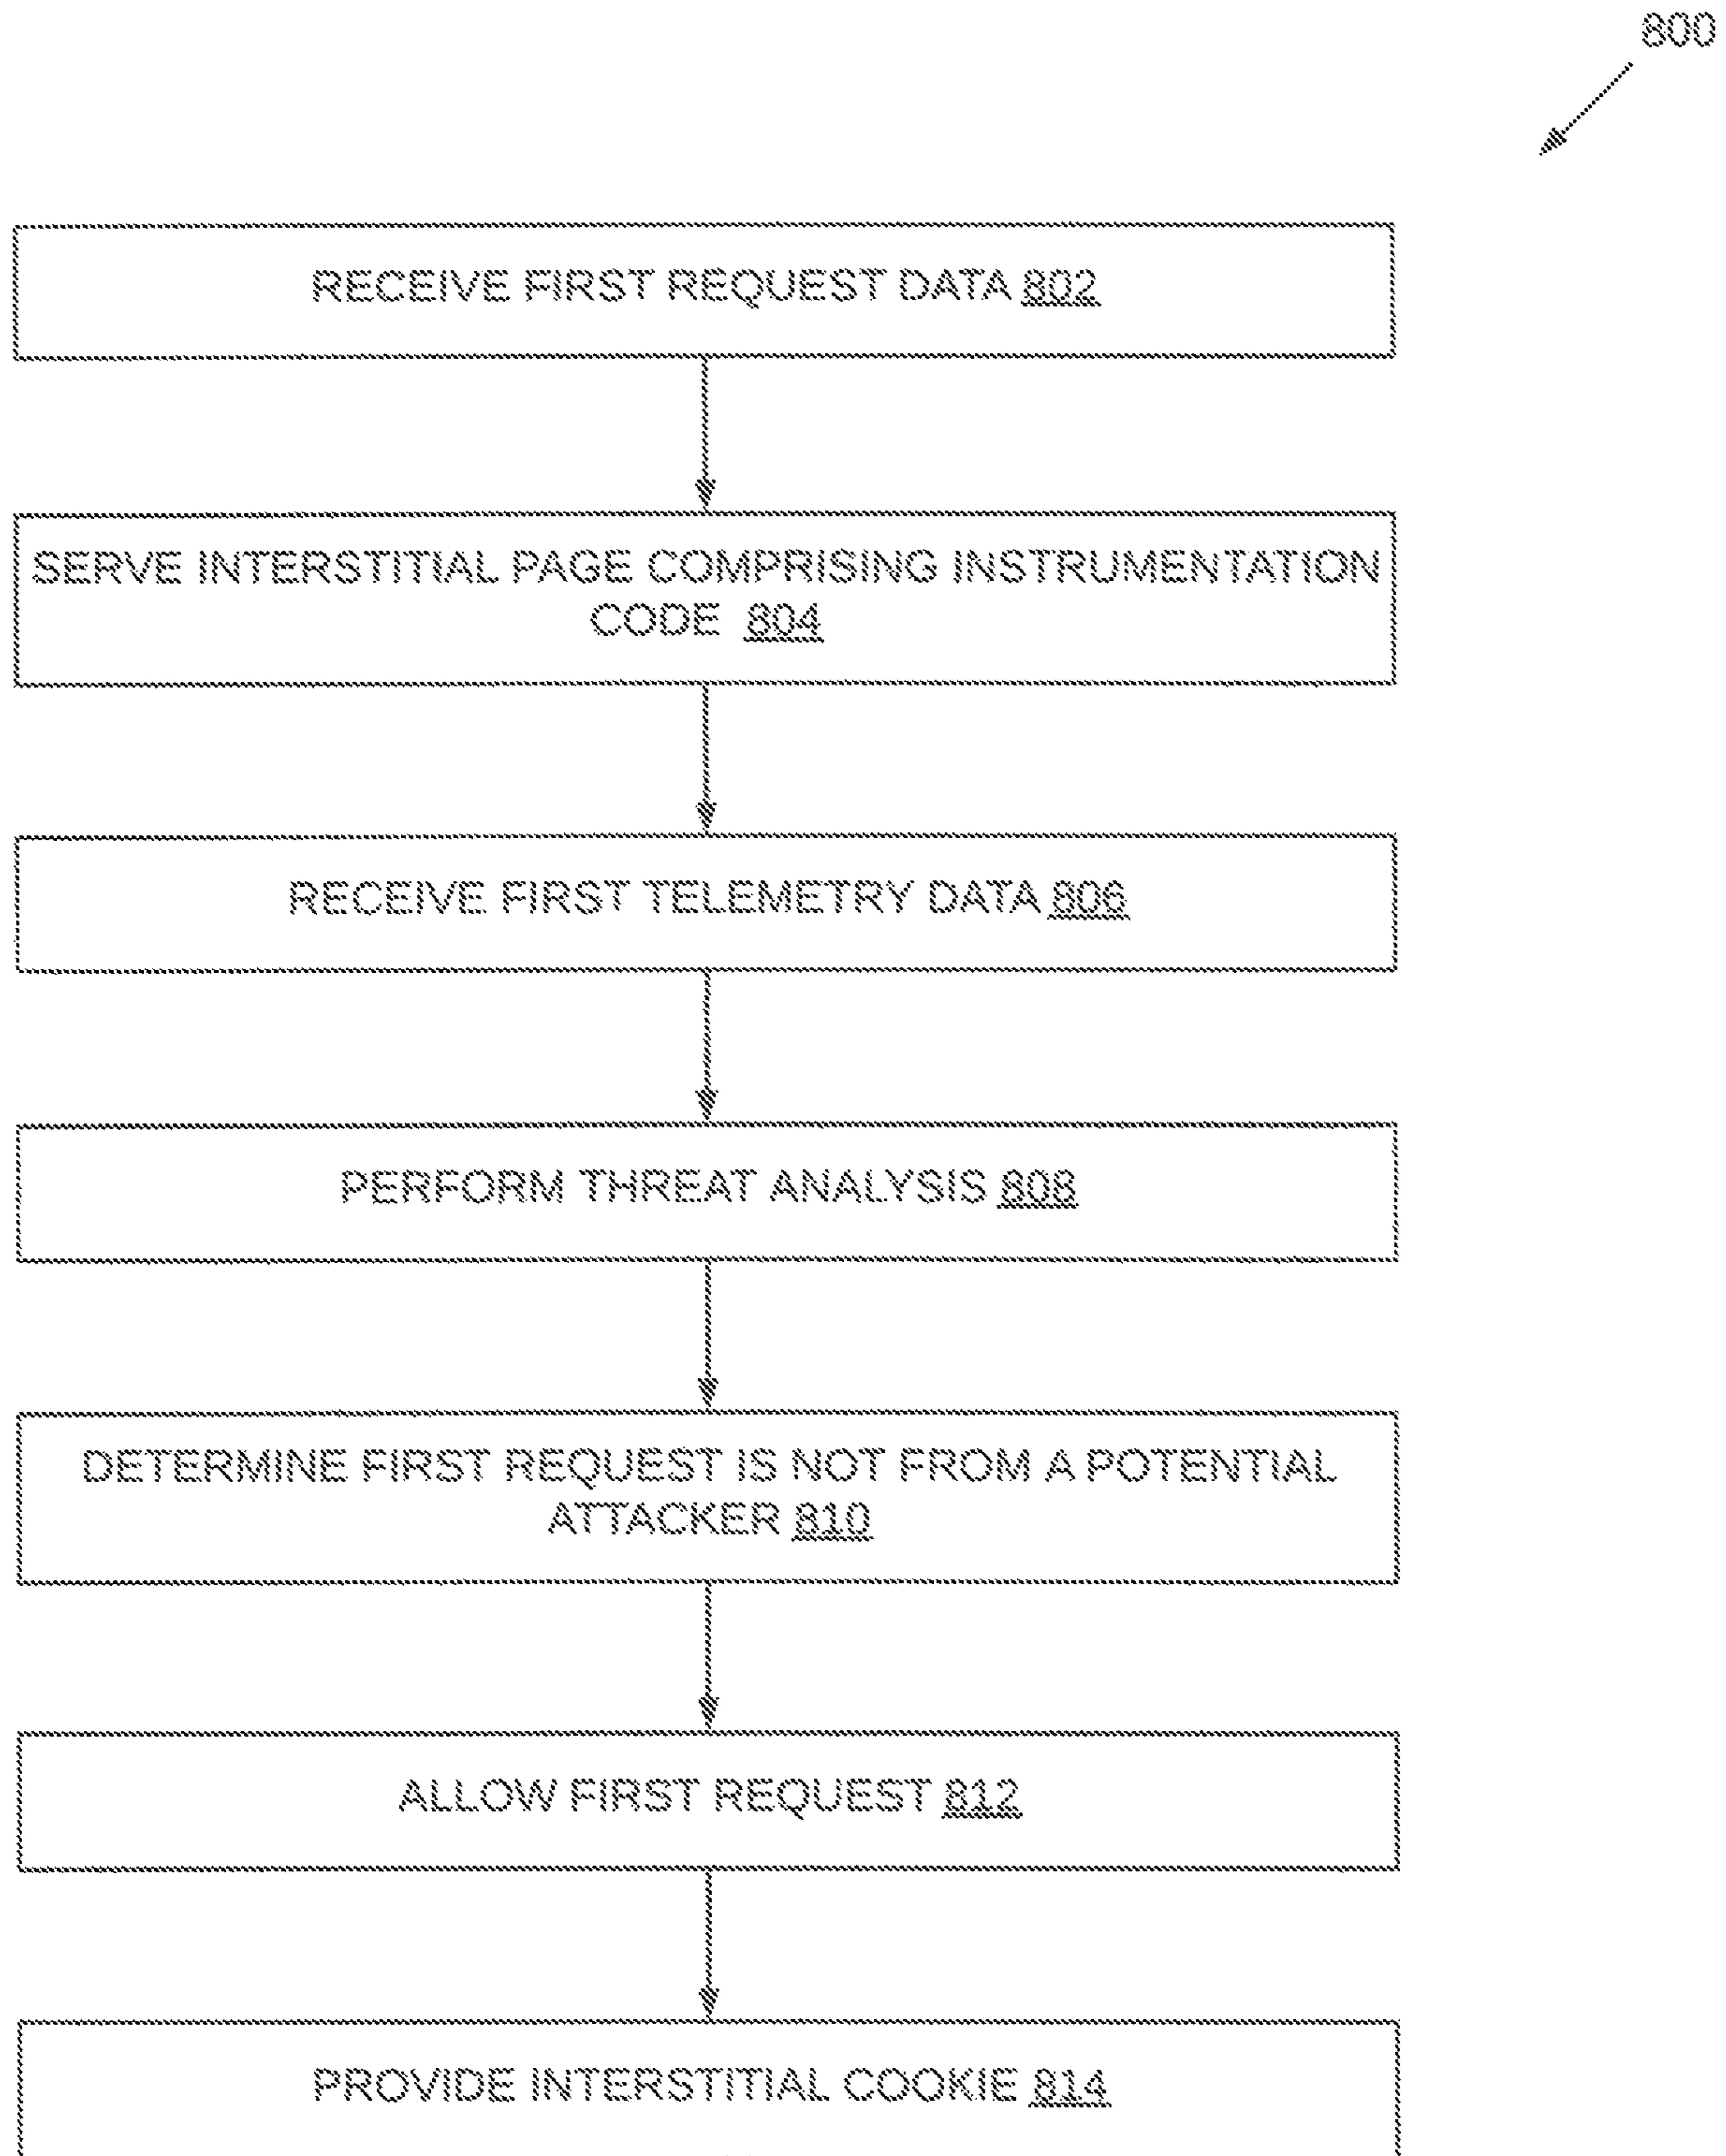 800
RECEIVE FIRST REQUEST DATA 802
SERVE INTERSTITIAL PAGE COMPRISING INSTRUMENTATION
CODE 804
RECEIVE FIRST TELEMETRY DATA 806
PERFORM THREAT ANALYSIS 808
DETERMINE FIRST REQUEST IS NOT FROM A POTENTIAL
ATTACKER 810
ALLOW FIRST REQUEST 812
PROVIDE INTERSTITIAL COOKIE 814